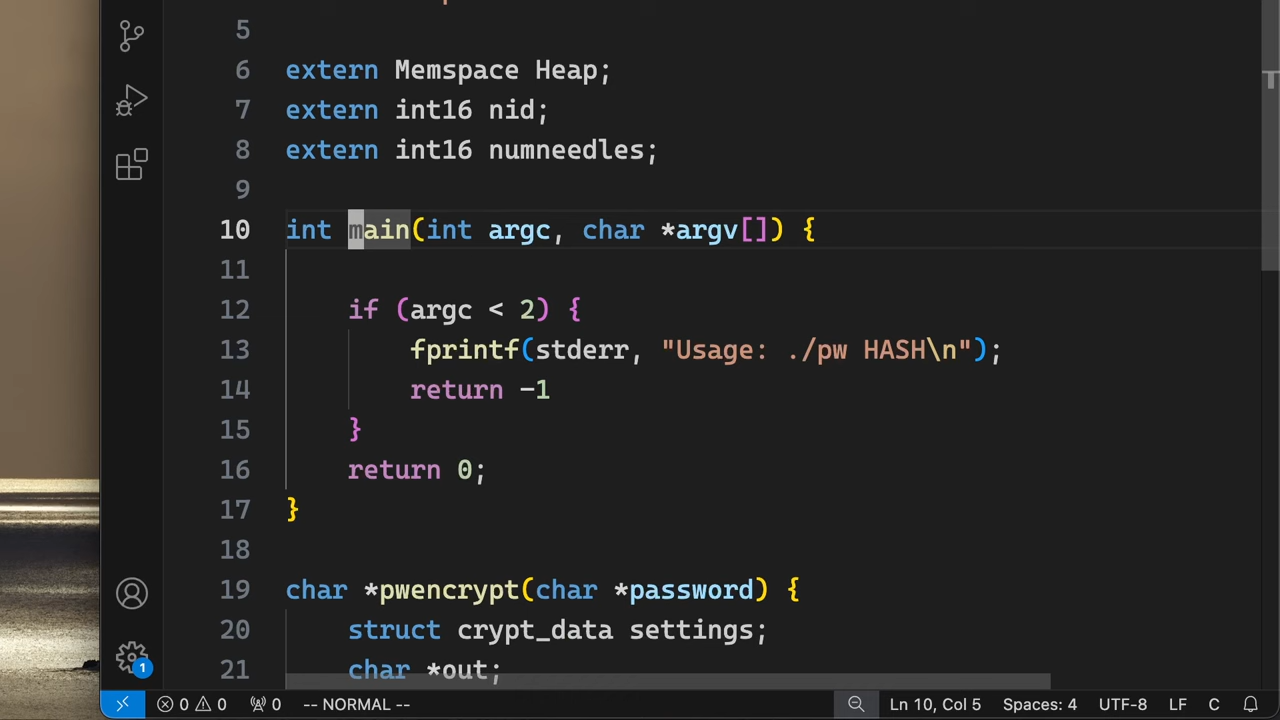 5
6 extern Memspace Heap;
7 extern int16 nid;
8 extern int16 numneedles;
9
10 int main(int argc, char *argv[]) {
11
12 if (argc < 2) {
13 fprintf(stderr, "Usage: ./pw HASH\n");
14 return -1
15 }
16 return 0;
17 }
18
19 char *pwencrypt(char *password) {
20 struct crypt_data settings;
21 char *out;
1
0 0 0 -- NORMAL -- Ln 10, Col 5 Spaces: 4 UTF-8 LF C